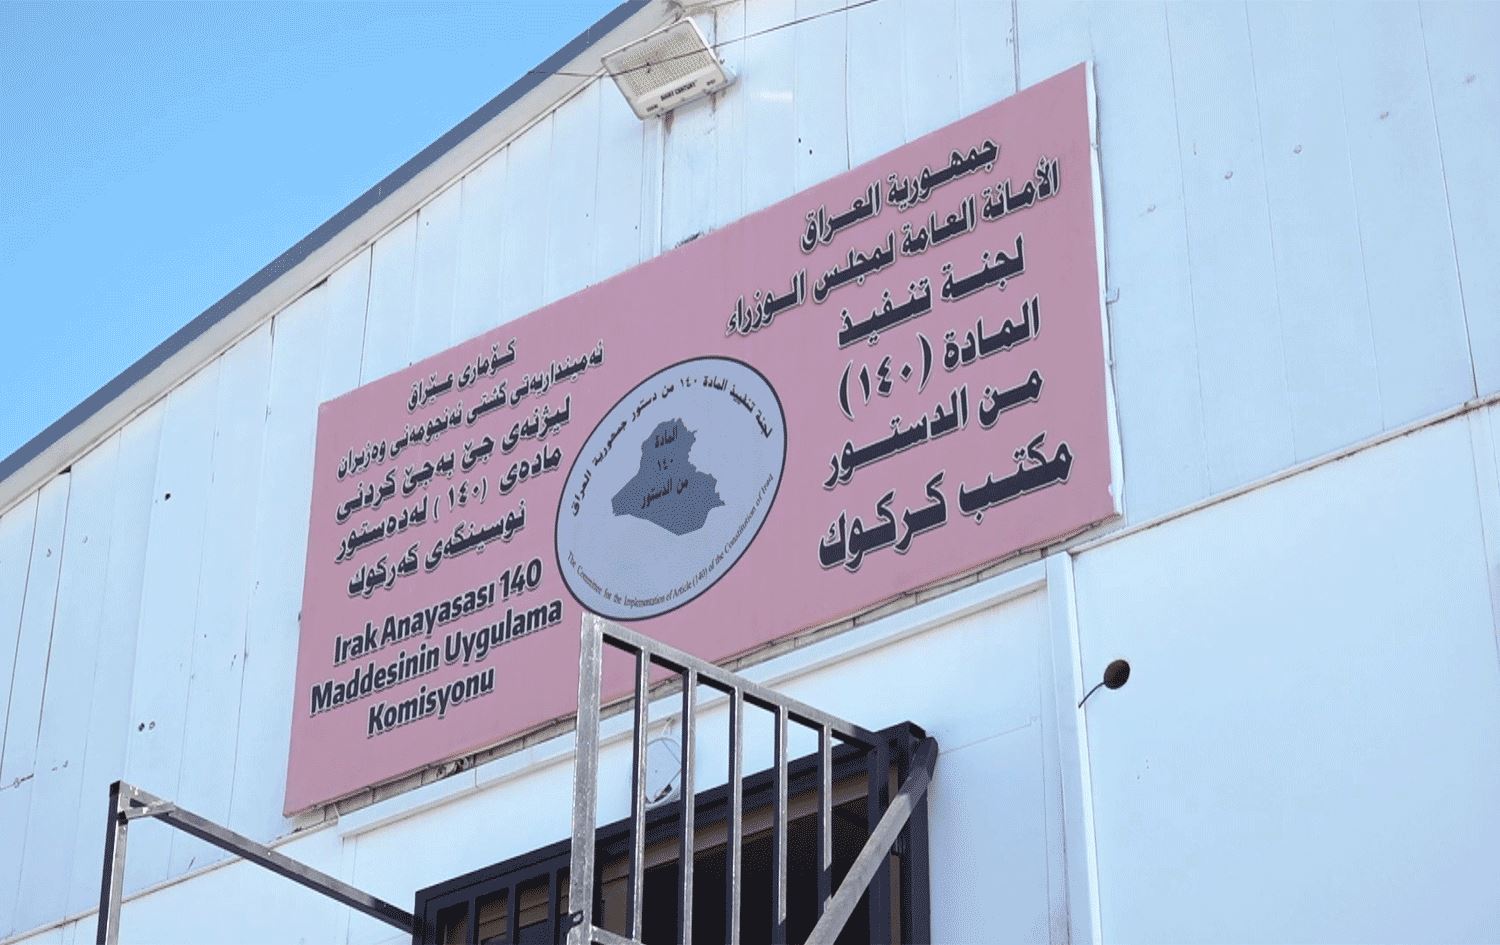 جمهورية العراق
الأمانة العامة لمجلس الوزراء
لجنة تنفيذ
المادة (١٤٠)
من الدستور
مكتب كركوك
كۆماری عێراق
ئەمینداریەتی گشتی ئەنجومەنی وەزیران
لیژنەی جێ بەجێ کردنی
مادەی (١٤٠) لەدەستور
نوسینگەی کەرکوک
Irak Anayasası 140
Maddesinin Uygulama
Komisyonu
لجنة تنفيذ المادة ١٤٠ من دستور جمهورية العراق
المادة
١٤٠
من الدستور
The Committee for the Implementation of Article (140) of the Constitution of Iraq